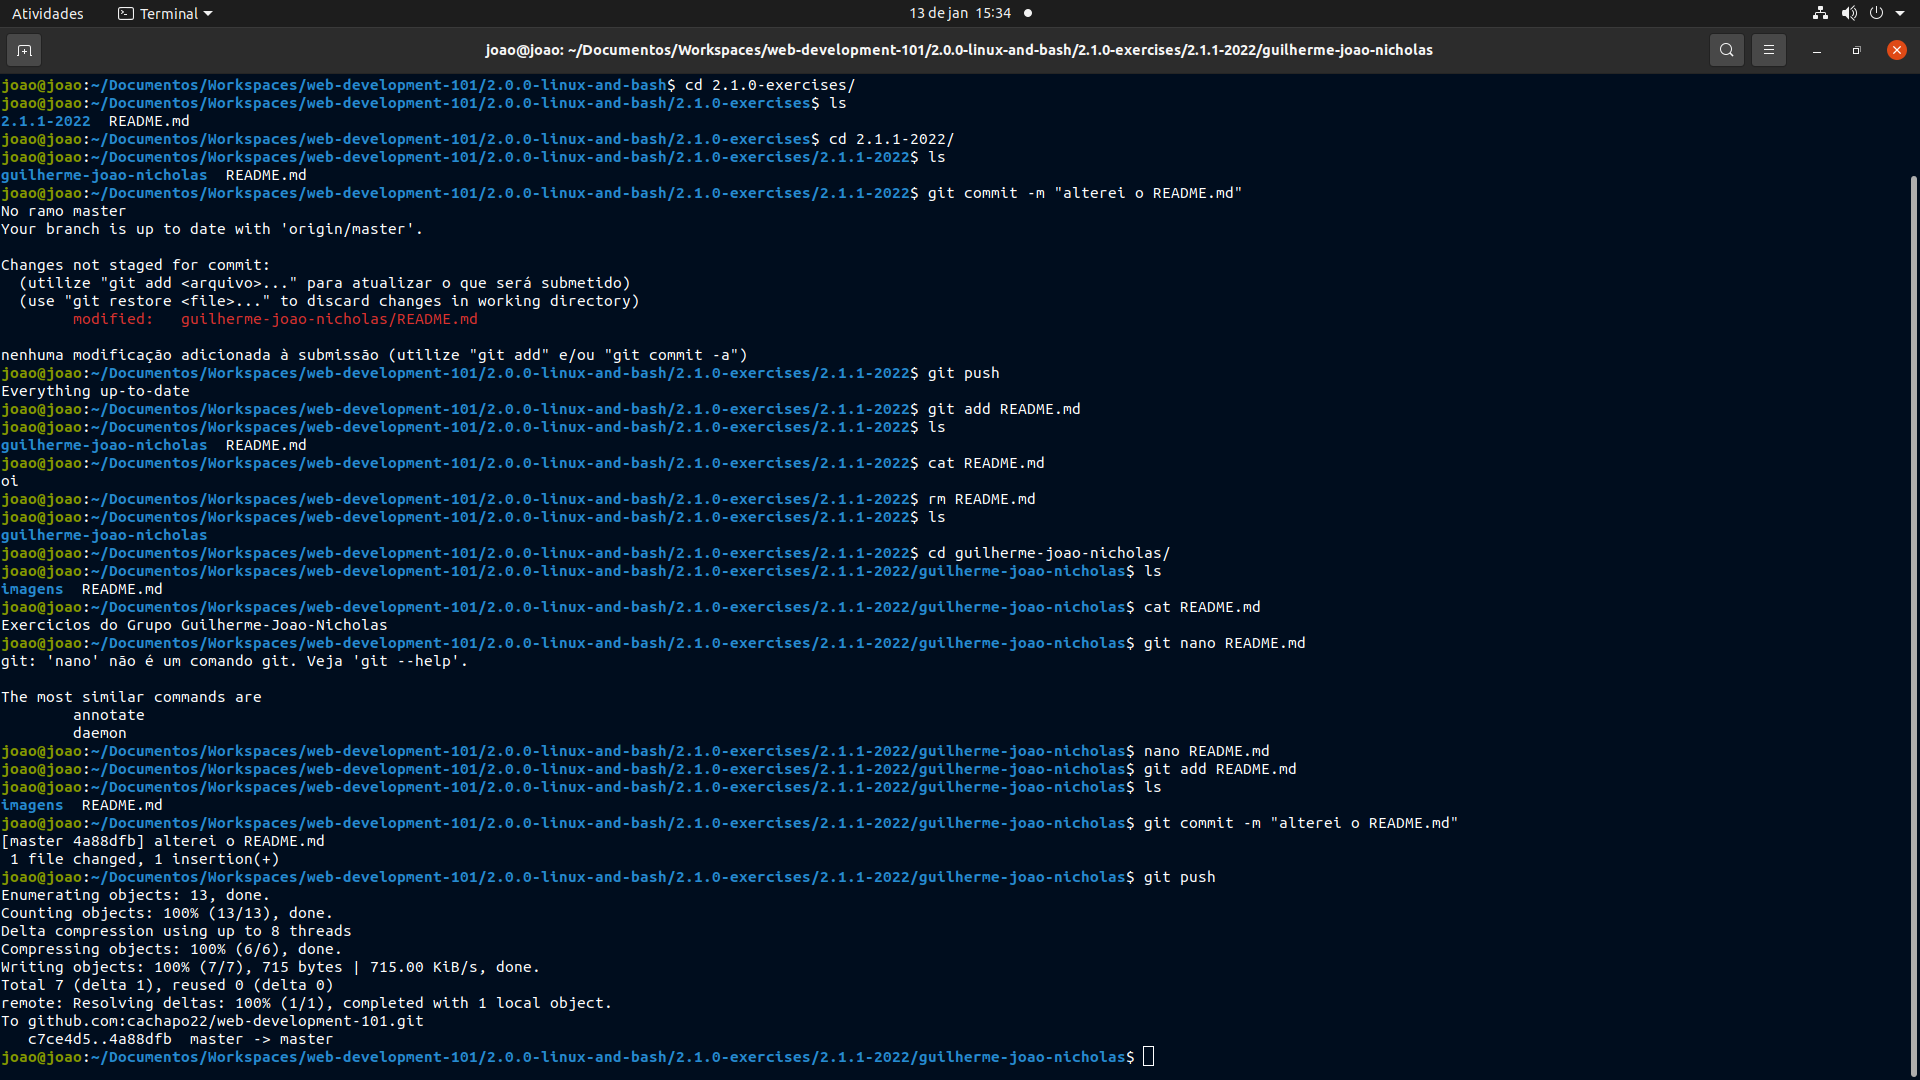 Atividades Terminal 13 de jan 15:34
joao@joao: ~/Documentos/Workspaces/web-development-101/2.0.0-linux-and-bash/2.1.0-exercises/2.1.1-2022/guilherme-joao-nicholas
joao@joao:~/Documentos/Workspaces/web-development-101/2.0.0-linux-and-bash$ cd 2.1.0-exercises/
joao@joao:~/Documentos/Workspaces/web-development-101/2.0.0-linux-and-bash/2.1.0-exercises$ ls
2.1.1-2022  README.md
joao@joao:~/Documentos/Workspaces/web-development-101/2.0.0-linux-and-bash/2.1.0-exercises$ cd 2.1.1-2022/
joao@joao:~/Documentos/Workspaces/web-development-101/2.0.0-linux-and-bash/2.1.0-exercises/2.1.1-2022$ ls
guilherme-joao-nicholas  README.md
joao@joao:~/Documentos/Workspaces/web-development-101/2.0.0-linux-and-bash/2.1.0-exercises/2.1.1-2022$ git commit -m "alterei o README.md"
No ramo master
Your branch is up to date with 'origin/master'.
Changes not staged for commit:
  (utilize "git add <arquivo>..." para atualizar o que será submetido)
  (use "git restore <file>..." to discard changes in working directory)
        modified:   guilherme-joao-nicholas/README.md
nenhuma modificação adicionada à submissão (utilize "git add" e/ou "git commit -a")
joao@joao:~/Documentos/Workspaces/web-development-101/2.0.0-linux-and-bash/2.1.0-exercises/2.1.1-2022$ git push
Everything up-to-date
joao@joao:~/Documentos/Workspaces/web-development-101/2.0.0-linux-and-bash/2.1.0-exercises/2.1.1-2022$ git add README.md
joao@joao:~/Documentos/Workspaces/web-development-101/2.0.0-linux-and-bash/2.1.0-exercises/2.1.1-2022$ ls
guilherme-joao-nicholas  README.md
joao@joao:~/Documentos/Workspaces/web-development-101/2.0.0-linux-and-bash/2.1.0-exercises/2.1.1-2022$ cat README.md
oi
joao@joao:~/Documentos/Workspaces/web-development-101/2.0.0-linux-and-bash/2.1.0-exercises/2.1.1-2022$ rm README.md
joao@joao:~/Documentos/Workspaces/web-development-101/2.0.0-linux-and-bash/2.1.0-exercises/2.1.1-2022$ ls
guilherme-joao-nicholas
joao@joao:~/Documentos/Workspaces/web-development-101/2.0.0-linux-and-bash/2.1.0-exercises/2.1.1-2022$ cd guilherme-joao-nicholas/
joao@joao:~/Documentos/Workspaces/web-development-101/2.0.0-linux-and-bash/2.1.0-exercises/2.1.1-2022/guilherme-joao-nicholas$ ls
imagens  README.md
joao@joao:~/Documentos/Workspaces/web-development-101/2.0.0-linux-and-bash/2.1.0-exercises/2.1.1-2022/guilherme-joao-nicholas$ cat README.md
Exercicios do Grupo Guilherme-Joao-Nicholas
joao@joao:~/Documentos/Workspaces/web-development-101/2.0.0-linux-and-bash/2.1.0-exercises/2.1.1-2022/guilherme-joao-nicholas$ git nano README.md
git: 'nano' não é um comando git. Veja 'git --help'.
The most similar commands are
        annotate
        daemon
joao@joao:~/Documentos/Workspaces/web-development-101/2.0.0-linux-and-bash/2.1.0-exercises/2.1.1-2022/guilherme-joao-nicholas$ nano README.md
joao@joao:~/Documentos/Workspaces/web-development-101/2.0.0-linux-and-bash/2.1.0-exercises/2.1.1-2022/guilherme-joao-nicholas$ git add README.md
joao@joao:~/Documentos/Workspaces/web-development-101/2.0.0-linux-and-bash/2.1.0-exercises/2.1.1-2022/guilherme-joao-nicholas$ ls
imagens  README.md
joao@joao:~/Documentos/Workspaces/web-development-101/2.0.0-linux-and-bash/2.1.0-exercises/2.1.1-2022/guilherme-joao-nicholas$ git commit -m "alterei o README.md"
[master 4a88dfb] alterei o README.md
 1 file changed, 1 insertion(+)
joao@joao:~/Documentos/Workspaces/web-development-101/2.0.0-linux-and-bash/2.1.0-exercises/2.1.1-2022/guilherme-joao-nicholas$ git push
Enumerating objects: 13, done.
Counting objects: 100% (13/13), done.
Delta compression using up to 8 threads
Compressing objects: 100% (6/6), done.
Writing objects: 100% (7/7), 715 bytes | 715.00 KiB/s, done.
Total 7 (delta 1), reused 0 (delta 0)
remote: Resolving deltas: 100% (1/1), completed with 1 local object.
To github.com:cachapo22/web-development-101.git
   c7ce4d5..4a88dfb  master -> master
joao@joao:~/Documentos/Workspaces/web-development-101/2.0.0-linux-and-bash/2.1.0-exercises/2.1.1-2022/guilherme-joao-nicholas$